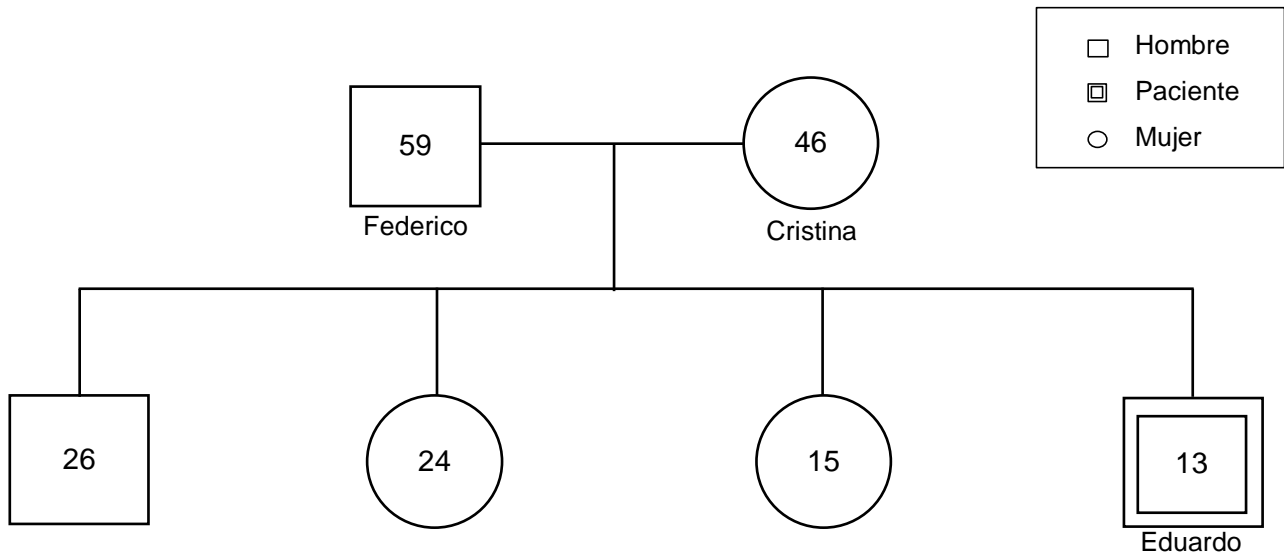 Hombre
Paciente
Mujer
59
46
Federico
Cristina
26
24
15
13
Eduardo